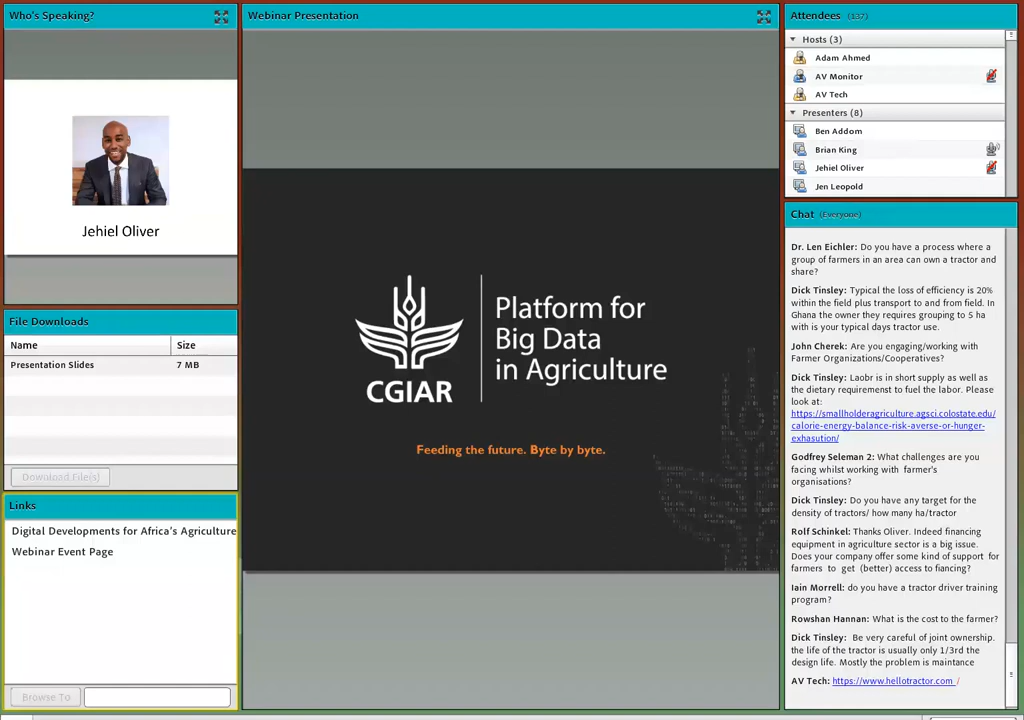 Who's Speaking?
Jehiel Oliver
File Downloads
Name Size
Presentation Slides 7 MB
Download File(s)
Links
Digital Developments for Africa's Agriculture
Webinar Event Page
Browse To
Webinar Presentation
CGIAR
Platform for
Big Data
in Agriculture
Feeding the future. Byte by byte.
Attendees (137)
Hosts (3)
Adam Ahmed
AV Monitor
AV Tech
Presenters (8)
Ben Addom
Brian King
Jehiel Oliver
Jen Leopold
Chat (Everyone)
Dr. Len Eichler: Do you have a process where a
group of farmers in an area can own a tractor and
share?
Dick Tinsley: Typical the loss of efficiency is 20%
within the field plus transport to and from field. In
Ghana the owner they requires grouping to 5 ha
with is your typical days tractor use.
John Cherek: Are you engaging/working with
Farmer Organizations/Cooperatives?
Dick Tinsley: Laobr is in short supply as well as
the dietary requiremenst to fuel the labor. Please
look at:
https://smallholderagriculture.agsci.colostate.edu/
calorie-energy-balance-risk-averse-or-hunger-
exhasution/
Godfrey Seleman 2: What challenges are you
facing whilst working with farmer's
organisations?
Dick Tinsley: Do you have any target for the
density of tractors/ how many ha/tractor
Rolf Schinkel: Thanks Oliver. Indeed financing
equipment in agriculture sector is a big issue.
Does your company offer some kind of support for
farmers to get (better) access to fiancing?
Iain Morrell: do you have a tractor driver training
program?
Rowshan Hannan: What is the cost to the farmer?
Dick Tinsley: Be very careful of joint ownership.
the life of the tractor is usually only 1/3rd the
design life. Mostly the problem is maintance
AV Tech: https://www.hellotractor.com /